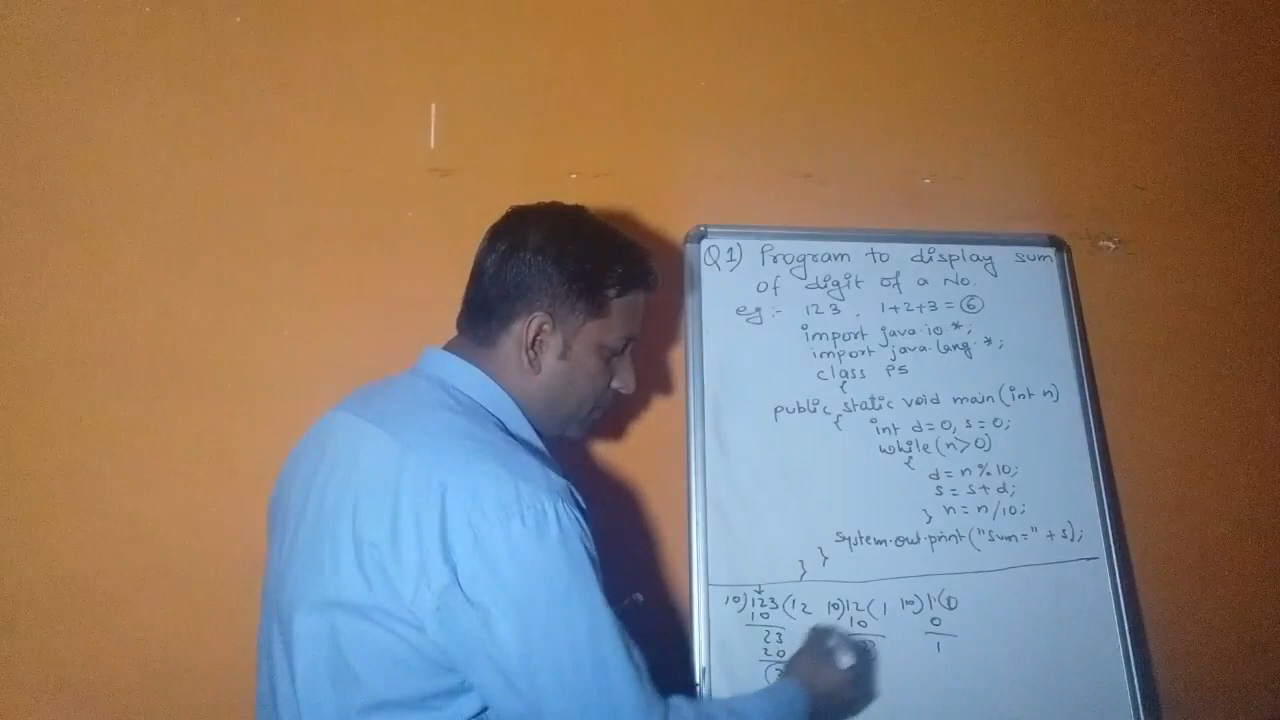 Q1) Program to display sum
of digit of a No.
eg:- 123, 1+2+3 = 6
import java.io.*;
import java.lang.*;
class PS
{
public static void main(int n)
{ int d=0, s=0;
while(n>0)
{
d = n%10;
s = s+d;
} n = n/10;
System.out.print("Sum=" + s);
}
}
10)123(12 10)12(1 10)1(0
10 10 0
23 1
20